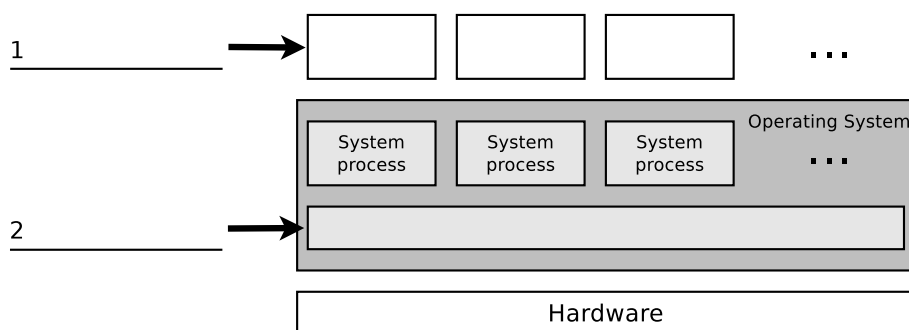 1
Operating System
System
process
System
process
System
process
...
...
2
Hardware